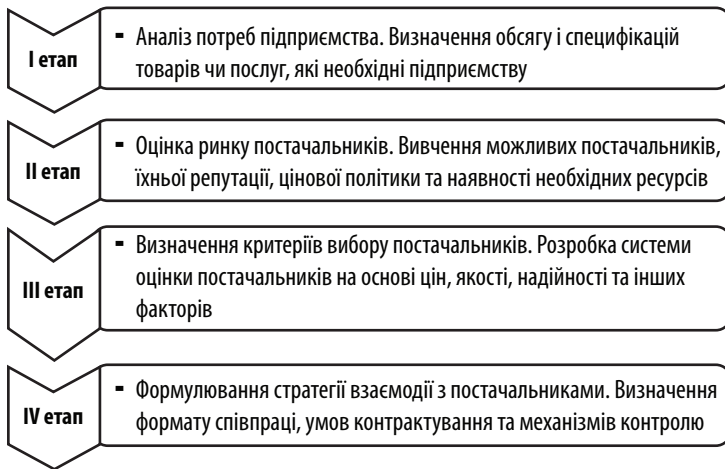 I етап
- Аналіз потреб підприємства. Визначення обсягу і специфікацій
товарів чи послуг, які необхідні підприємству
II етап
- Оцінка ринку постачальників. Вивчення можливих постачальників,
їхньої репутації, цінової політики та наявності необхідних ресурсів
III етап
- Визначення критеріїв вибору постачальників. Розробка системи
оцінки постачальників на основі цін, якості, надійності та інших
факторів
IV етап
- Формулювання стратегії взаємодії з постачальниками. Визначення
формату співпраці, умов контрактування та механізмів контролю